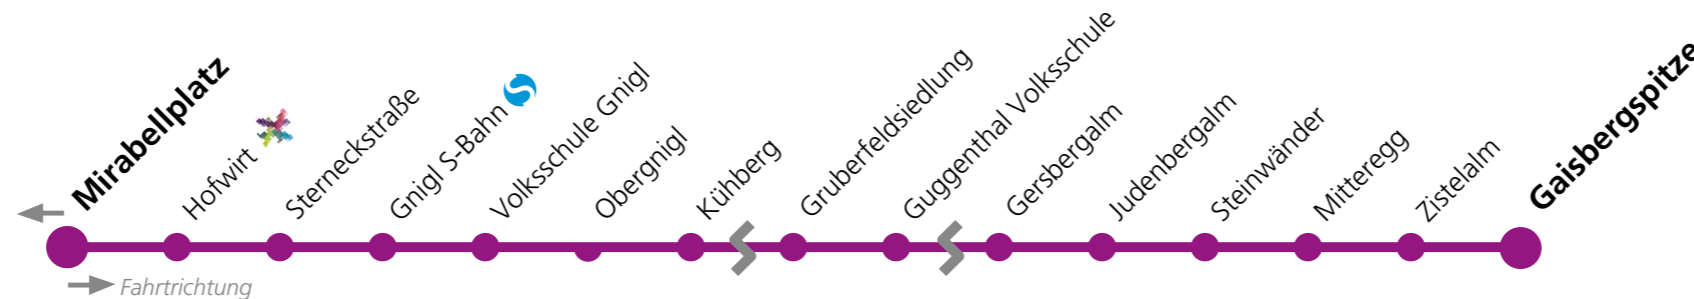 Mirabellplatz
Hofwirt
Sterneckstraße
Gnigl S-Bahn
Volksschule Gnigl
Obergnigl
Kühberg
Gruberfeldsiedlung
Guggenthal Volksschule
Gersbergalm
Judenbergalm
Steinwänder
Mitteregg
Zistelalm
Gaisbergspitze
Fahrtrichtung